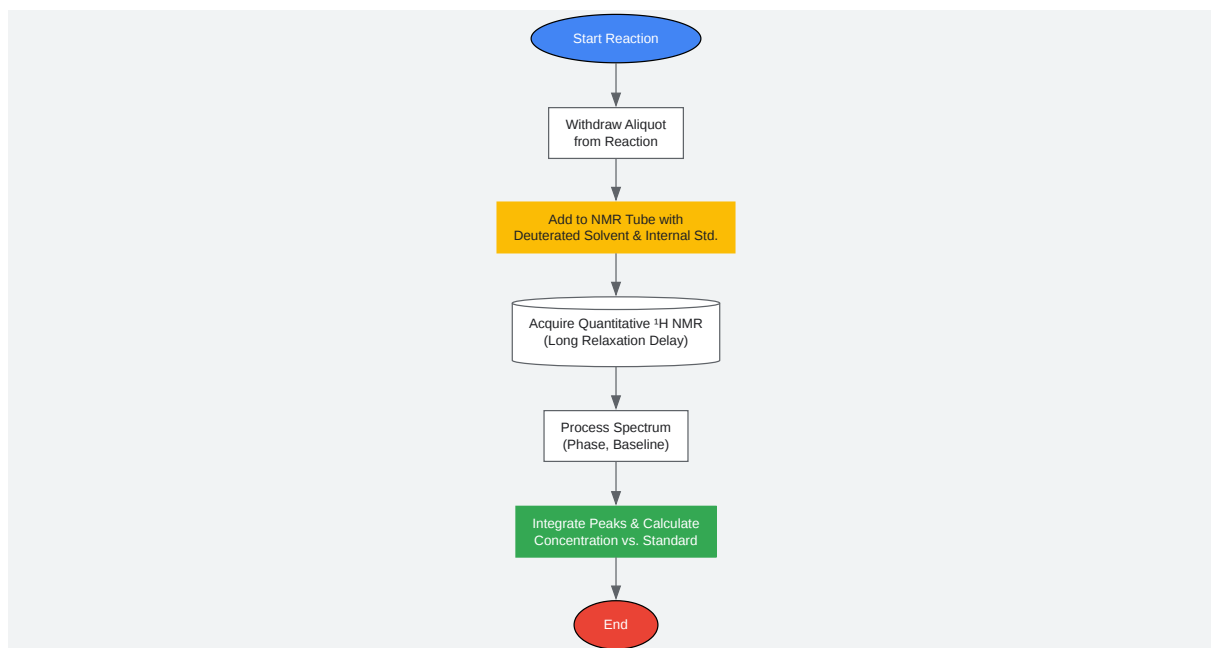 Start Reaction
Withdraw Aliquot
from Reaction
Add to NMR Tube with
Deuterated Solvent & Internal Std.
Acquire Quantitative ¹H NMR
(Long Relaxation Delay)
Process Spectrum
(Phase, Baseline)
Integrate Peaks & Calculate
Concentration vs. Standard
End